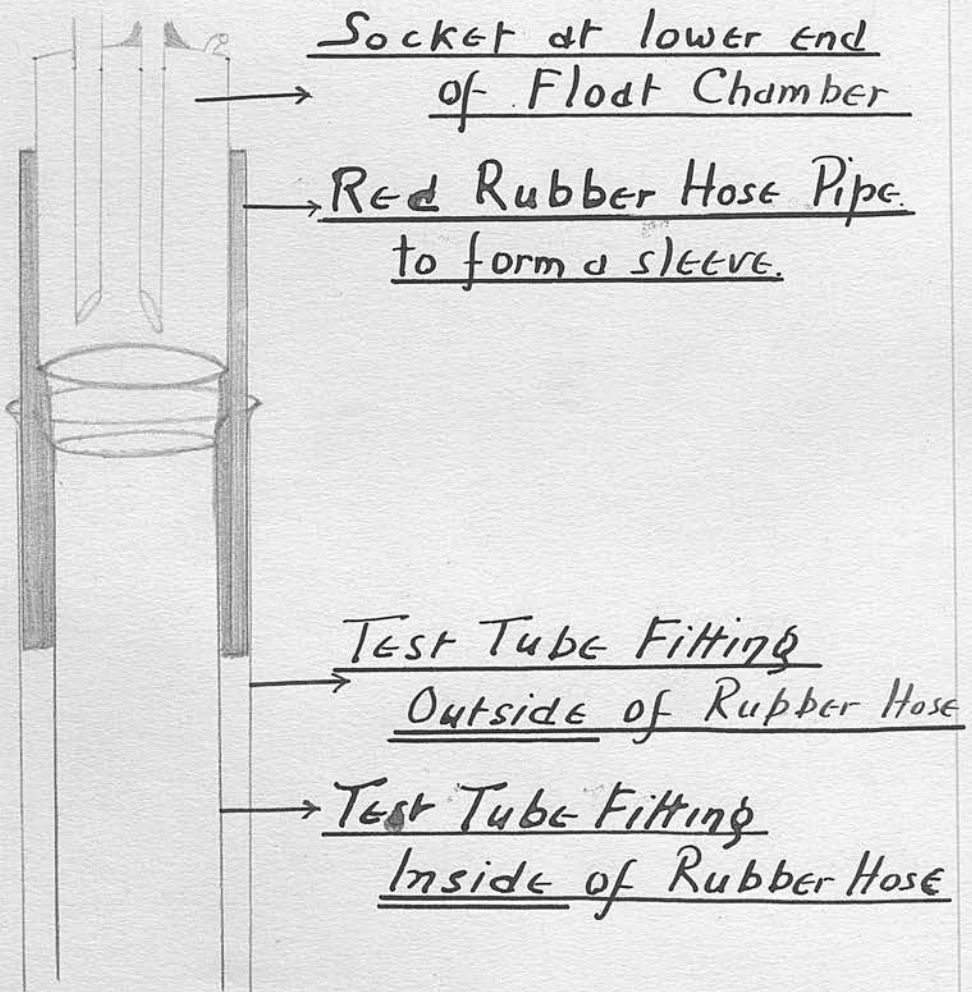 Socket at lower end
of Float Chamber
Red Rubber Hose Pipe.
to form a sleeve.
Test Tube Fitting
Outside of Rubber Hose
Test Tube Fitting
Inside of Rubber Hose